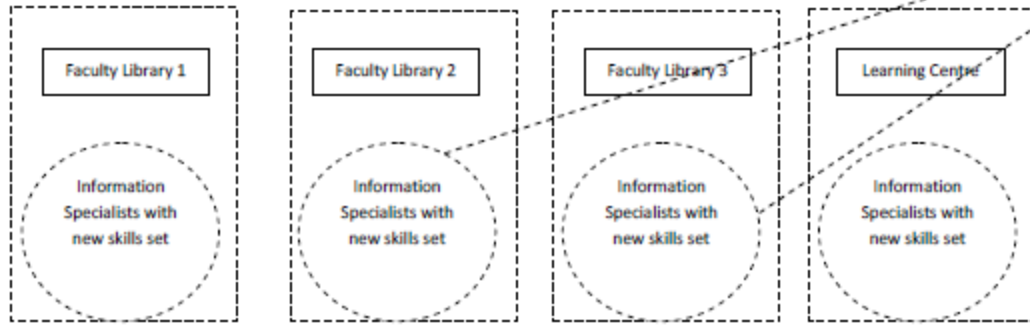 Faculty Library 1
Faculty Library 2
Faculty Library 3
Learning Centre
Information
Specialists with
new skills set
Information
Specialists with
new skills set
Information
Specialists with
new skills set
Information
Specialists with
new skills set